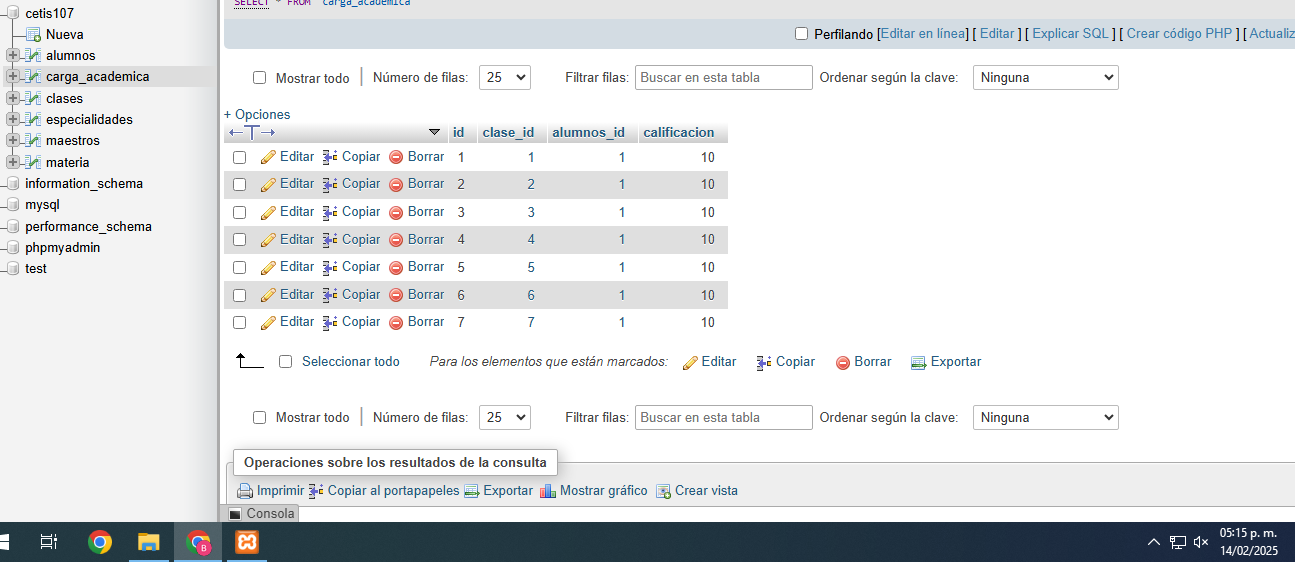 cetis107
Nueva
alumnos
carga_academica
clases
especialidades
maestros
materia
information_schema
mysql
performance_schema
phpmyadmin
test
SELECT * FROM `carga_academica`
Perfilando [Editar en línea] [ Editar ] [ Explicar SQL ] [ Crear código PHP ] [ Actualiz
Mostrar todo | Número de filas: 25 Filtrar filas: Buscar en esta tabla Ordenar según la clave: Ninguna
+ Opciones
←T→ id clase_id alumnos_id calificacion
Editar Copiar Borrar 1 1 1 10
Editar Copiar Borrar 2 2 1 10
Editar Copiar Borrar 3 3 1 10
Editar Copiar Borrar 4 4 1 10
Editar Copiar Borrar 5 5 1 10
Editar Copiar Borrar 6 6 1 10
Editar Copiar Borrar 7 7 1 10
Seleccionar todo Para los elementos que están marcados: Editar Copiar Borrar Exportar
Mostrar todo | Número de filas: 25 Filtrar filas: Buscar en esta tabla Ordenar según la clave: Ninguna
Operaciones sobre los resultados de la consulta
Imprimir Copiar al portapapeles Exportar Mostrar gráfico Crear vista
Consola
B
05:15 p. m.
14/02/2025